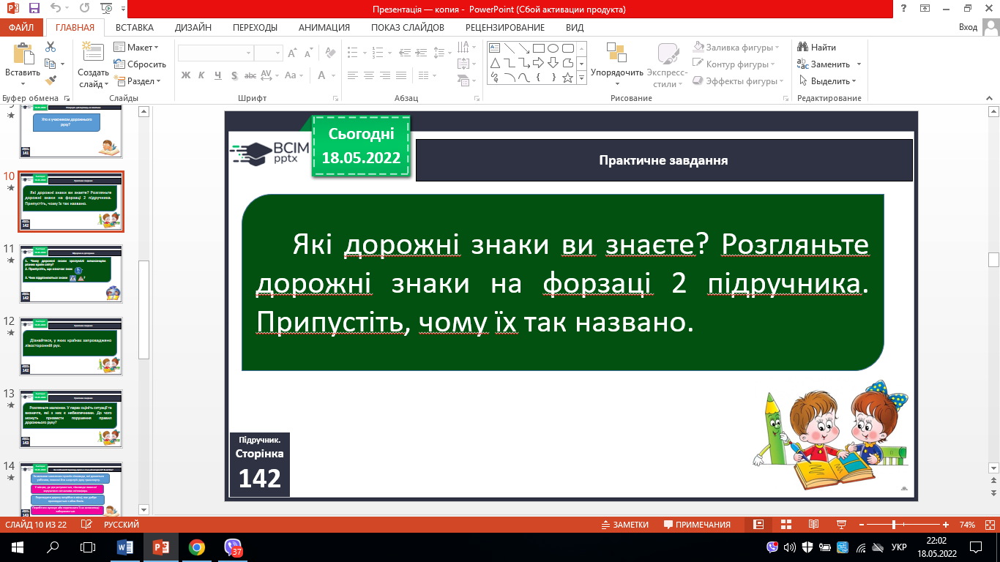 Презентація — копия - PowerPoint (Сбой активации продукта)
ФАЙЛ ГЛАВНАЯ ВСТАВКА ДИЗАЙН ПЕРЕХОДЫ АНИМАЦИЯ ПОКАЗ СЛАЙДОВ РЕЦЕНЗИРОВАНИЕ ВИД Вход
Вставить
Создать слайд
Макет
Сбросить
Раздел
Ж К Ч S abc AV Aa A
Упорядочить
Экспресс-стили
Заливка фигуры
Контур фигуры
Эффекты фигуры
Найти
Заменить
Выделить
Буфер обмена Слайды Шрифт Абзац Рисование Редактирование
9
Хто є учасником дорожнього
руху?
141
10
Які дорожні знаки ви знаєте? Розгляньте
дорожні знаки на форзаці 2 підручника.
Припустіть, чому їх так названо.
142
11
1. Чому дорожні знаки зрозумілі мешканцям
різних країн світу?
2. Припустіть, що означає знак
3. Чим відрізняються знаки
142
12
Дізнайтеся, у яких країнах запроваджено
лівосторонній рух.
142
13
Розгляньте малюнки. У парах оцініть ситуації та
визначте, які з них є небезпечними. До чого
можуть призвести порушення правил
дорожнього руху?
143
14
143
Сьогодні
18.05.2022
ВСІМ
pptx
Практичне завдання
Які дорожні знаки ви знаєте? Розгляньте
дорожні знаки на форзаці 2 підручника.
Припустіть, чому їх так названо.
Підручник.
Сторінка
142
СЛАЙД 10 ИЗ 22 РУССКИЙ ЗАМЕТКИ ПРИМЕЧАНИЯ 74%
37
УКР
22:02
18.05.2022